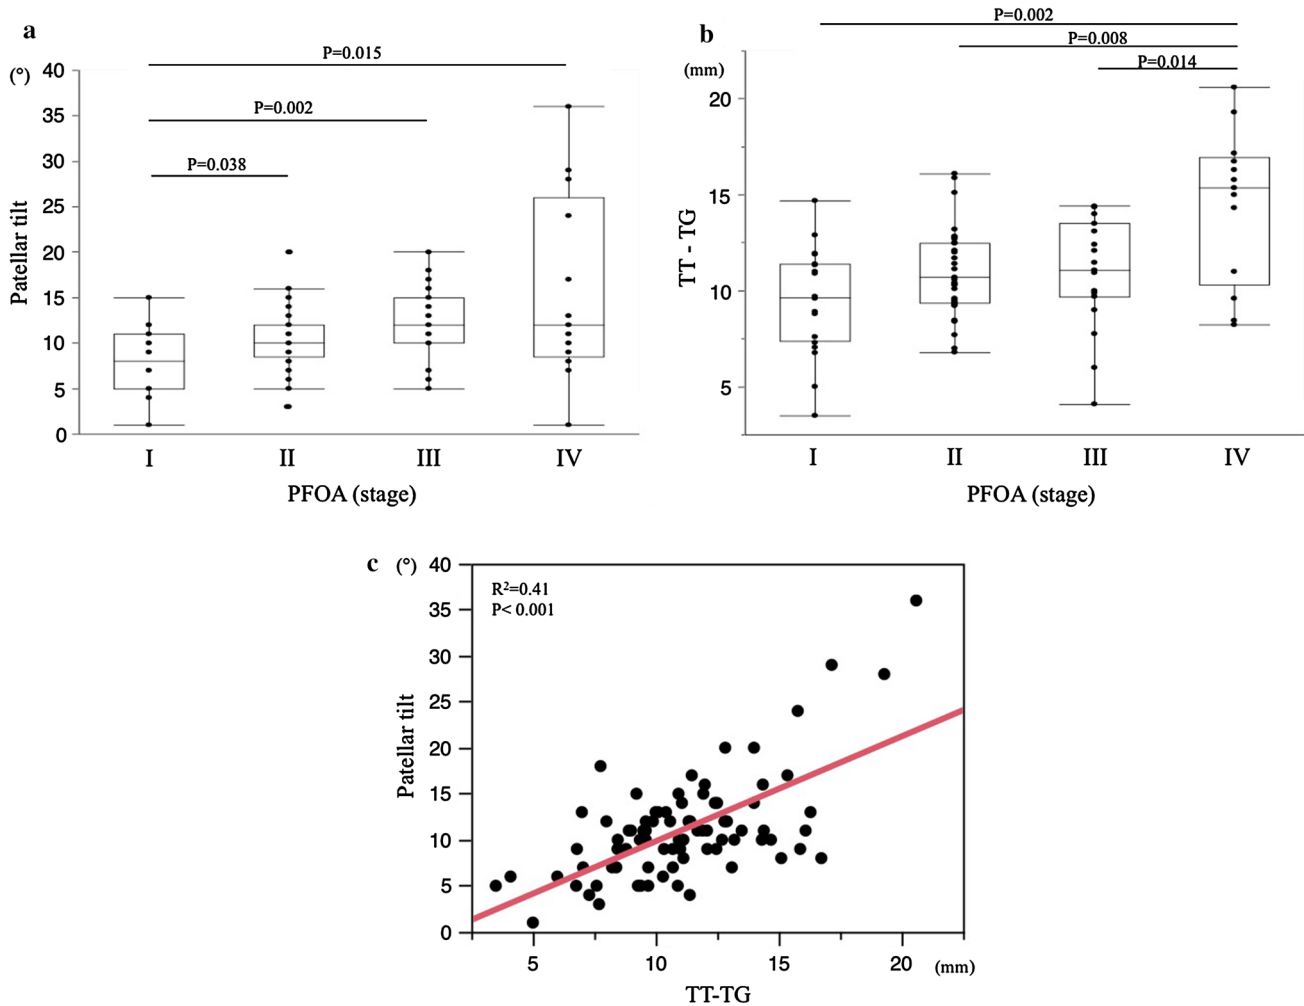 a
P=0.015
(°)
40
35
30
25
20
15
10
5
0
P=0.002
P=0.038
Patellar tilt
I II III IV
PFOA (stage)
b
P=0.002
P=0.008
P=0.014
(mm)
20
15
10
5
TT - TG
I II III IV
PFOA (stage)
c
(°)
40
35
30
25
20
15
10
5
0
R²=0.41
P< 0.001
Patellar tilt
5 10 15 20 (mm)
TT-TG